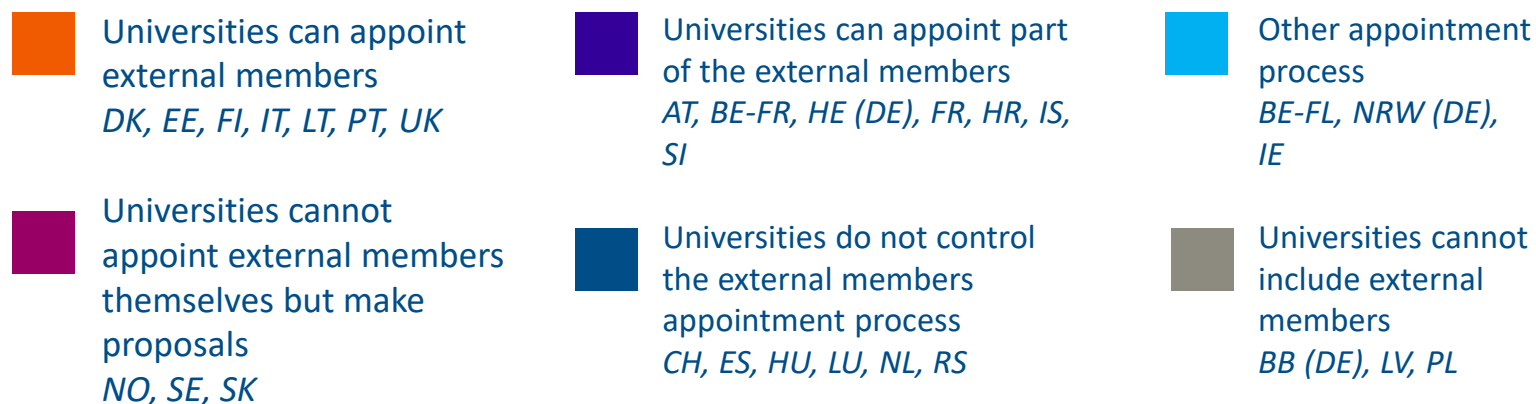 Universities can appoint
external members
DK, EE, FI, IT, LT, PT, UK
Universities can appoint part
of the external members
AT, BE-FR, HE (DE), FR, HR, IS,
SI
Other appointment
process
BE-FL, NRW (DE),
IE
Universities cannot
appoint external members
themselves but make
proposals
NO, SE, SK
Universities do not control
the external members
appointment process
CH, ES, HU, LU, NL, RS
Universities cannot
include external
members
BB (DE), LV, PL